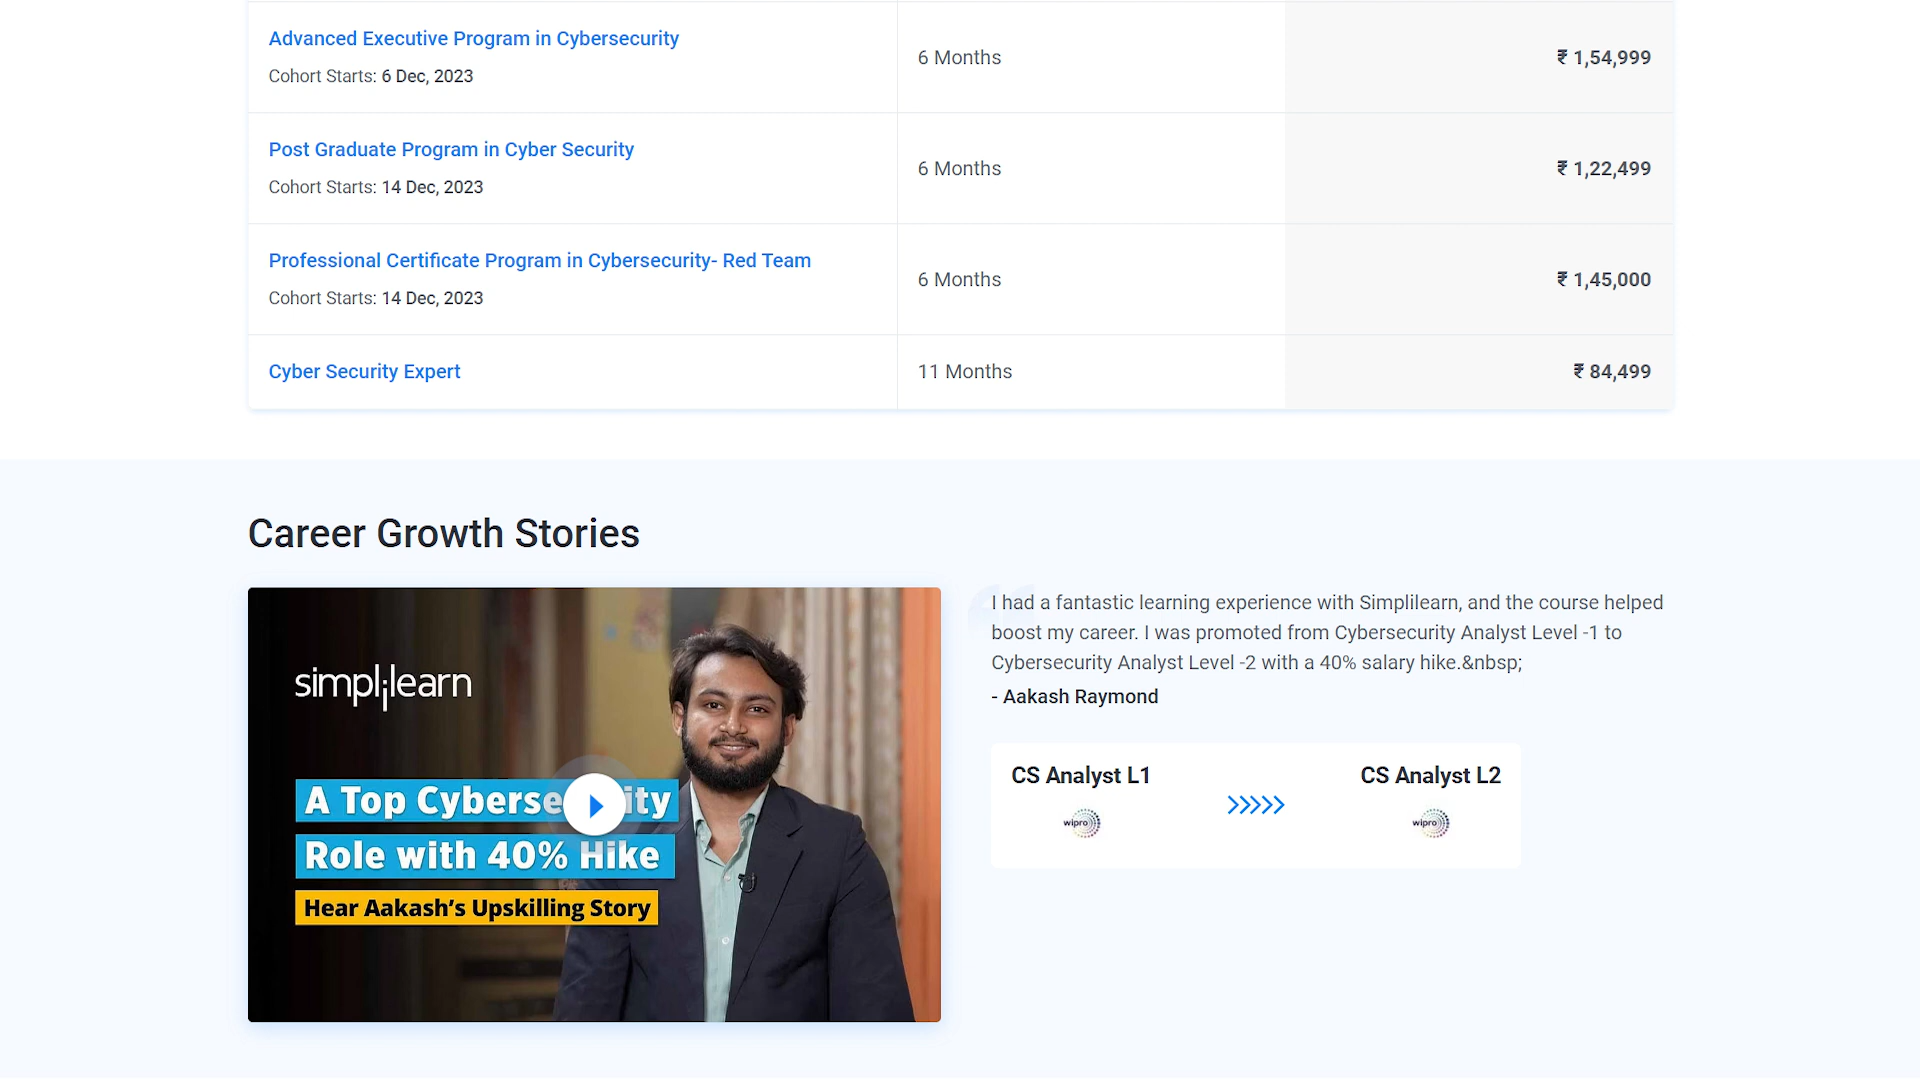 Advanced Executive Program in Cybersecurity
Cohort Starts: 6 Dec, 2023
6 Months
₹ 1,54,999
Post Graduate Program in Cyber Security
Cohort Starts: 14 Dec, 2023
6 Months
₹ 1,22,499
Professional Certificate Program in Cybersecurity- Red Team
Cohort Starts: 14 Dec, 2023
6 Months
₹ 1,45,000
Cyber Security Expert
11 Months
₹ 84,499
Career Growth Stories
simplilearn
A Top Cybersecurity
Role with 40% Hike
Hear Aakash's Upskilling Story
I had a fantastic learning experience with Simplilearn, and the course helped
boost my career. I was promoted from Cybersecurity Analyst Level -1 to
Cybersecurity Analyst Level -2 with a 40% salary hike.&nbsp;
- Aakash Raymond
CS Analyst L1
wipro
CS Analyst L2
wipro